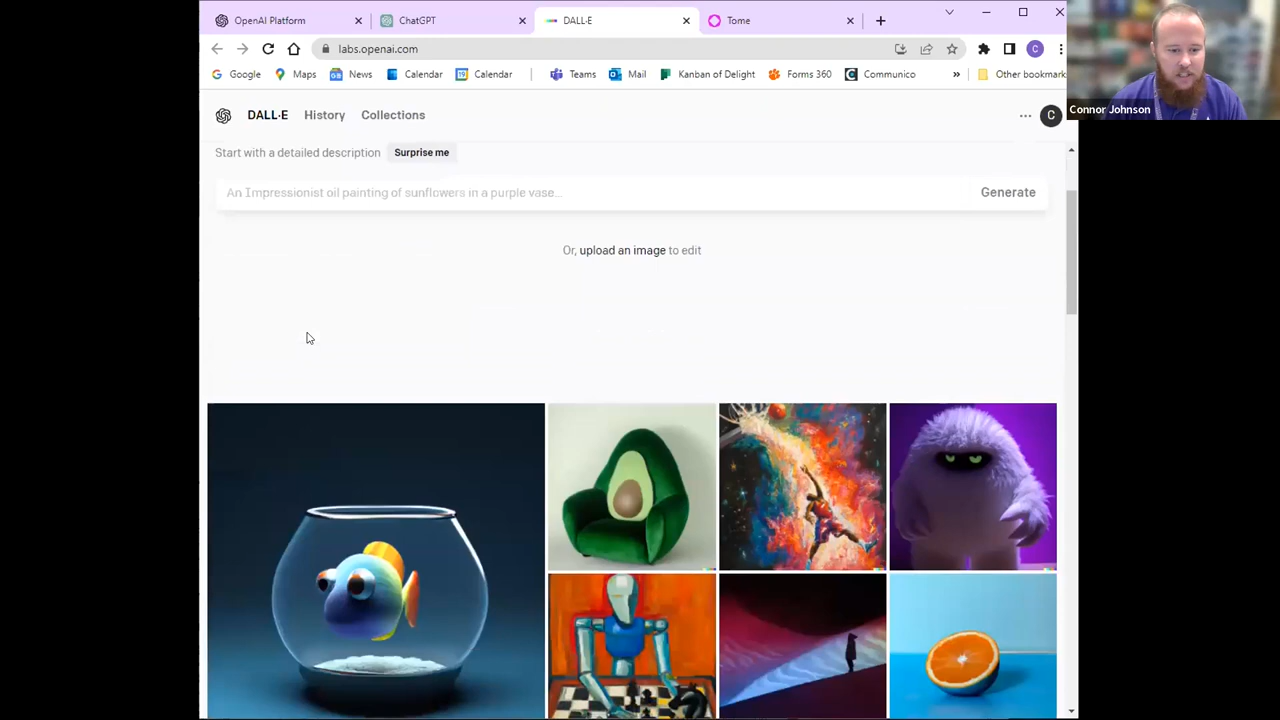 OpenAI Platform
ChatGPT
DALL·E
Tome
labs.openai.com
C
Google
Maps
News
Calendar
Calendar
Teams
Mail
Kanban of Delight
Forms 360
Communico
»
Other bookmark
Connor Johnson
DALL·E
History
Collections
C
Start with a detailed description
Surprise me
An Impressionist oil painting of sunflowers in a purple vase...
Generate
Or, upload an image to edit